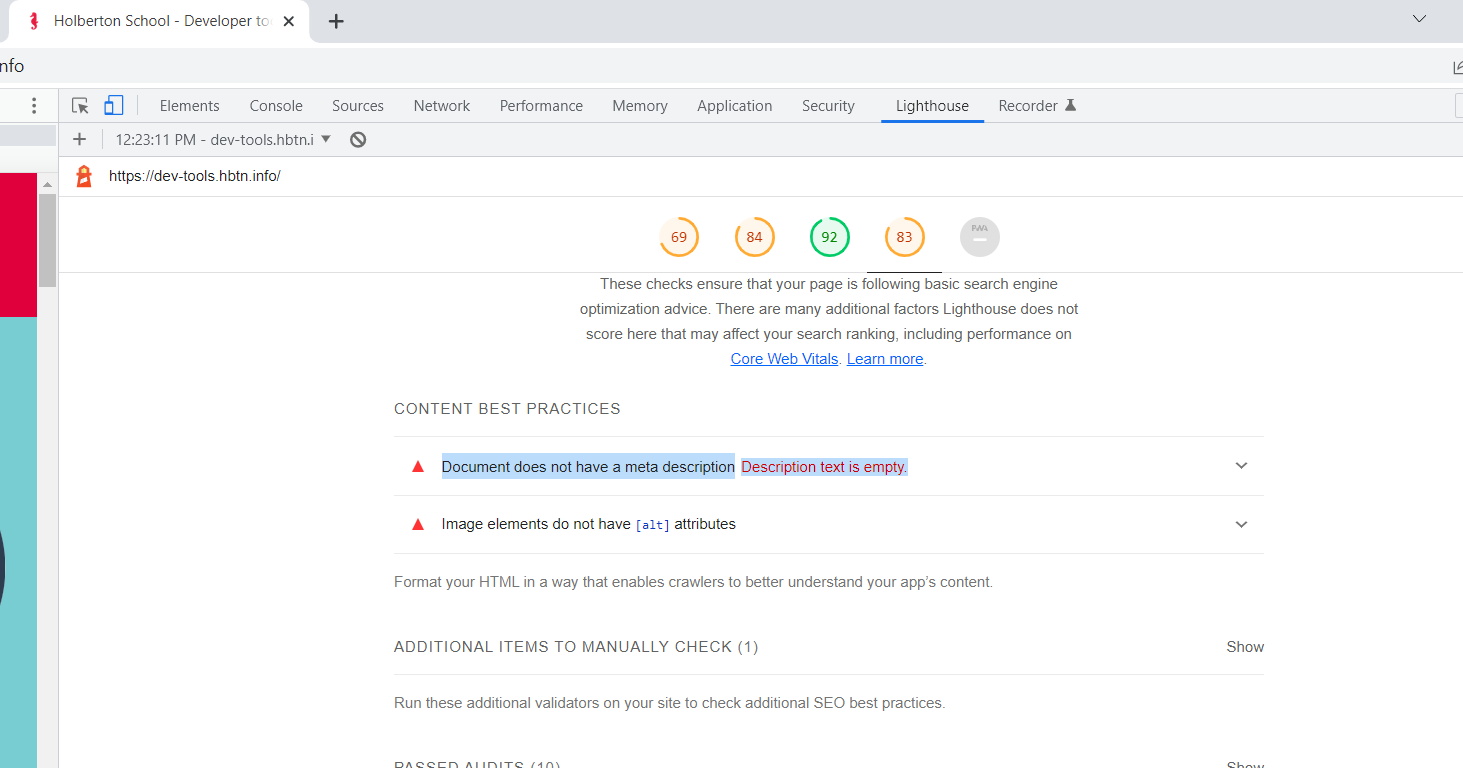 Holberton School - Developer to
nfo
Elements Console Sources Network Performance Memory Application Security Lighthouse Recorder
12:23:11 PM - dev-tools.hbtn.i
https://dev-tools.hbtn.info/
69 84 92 83 PWA
These checks ensure that your page is following basic search engine
optimization advice. There are many additional factors Lighthouse does not
score here that may affect your search ranking, including performance on
Core Web Vitals. Learn more.
CONTENT BEST PRACTICES
Document does not have a meta description Description text is empty.
Image elements do not have [alt] attributes
Format your HTML in a way that enables crawlers to better understand your app's content.
ADDITIONAL ITEMS TO MANUALLY CHECK (1) Show
Run these additional validators on your site to check additional SEO best practices.
PASSED AUDITS (10) Show